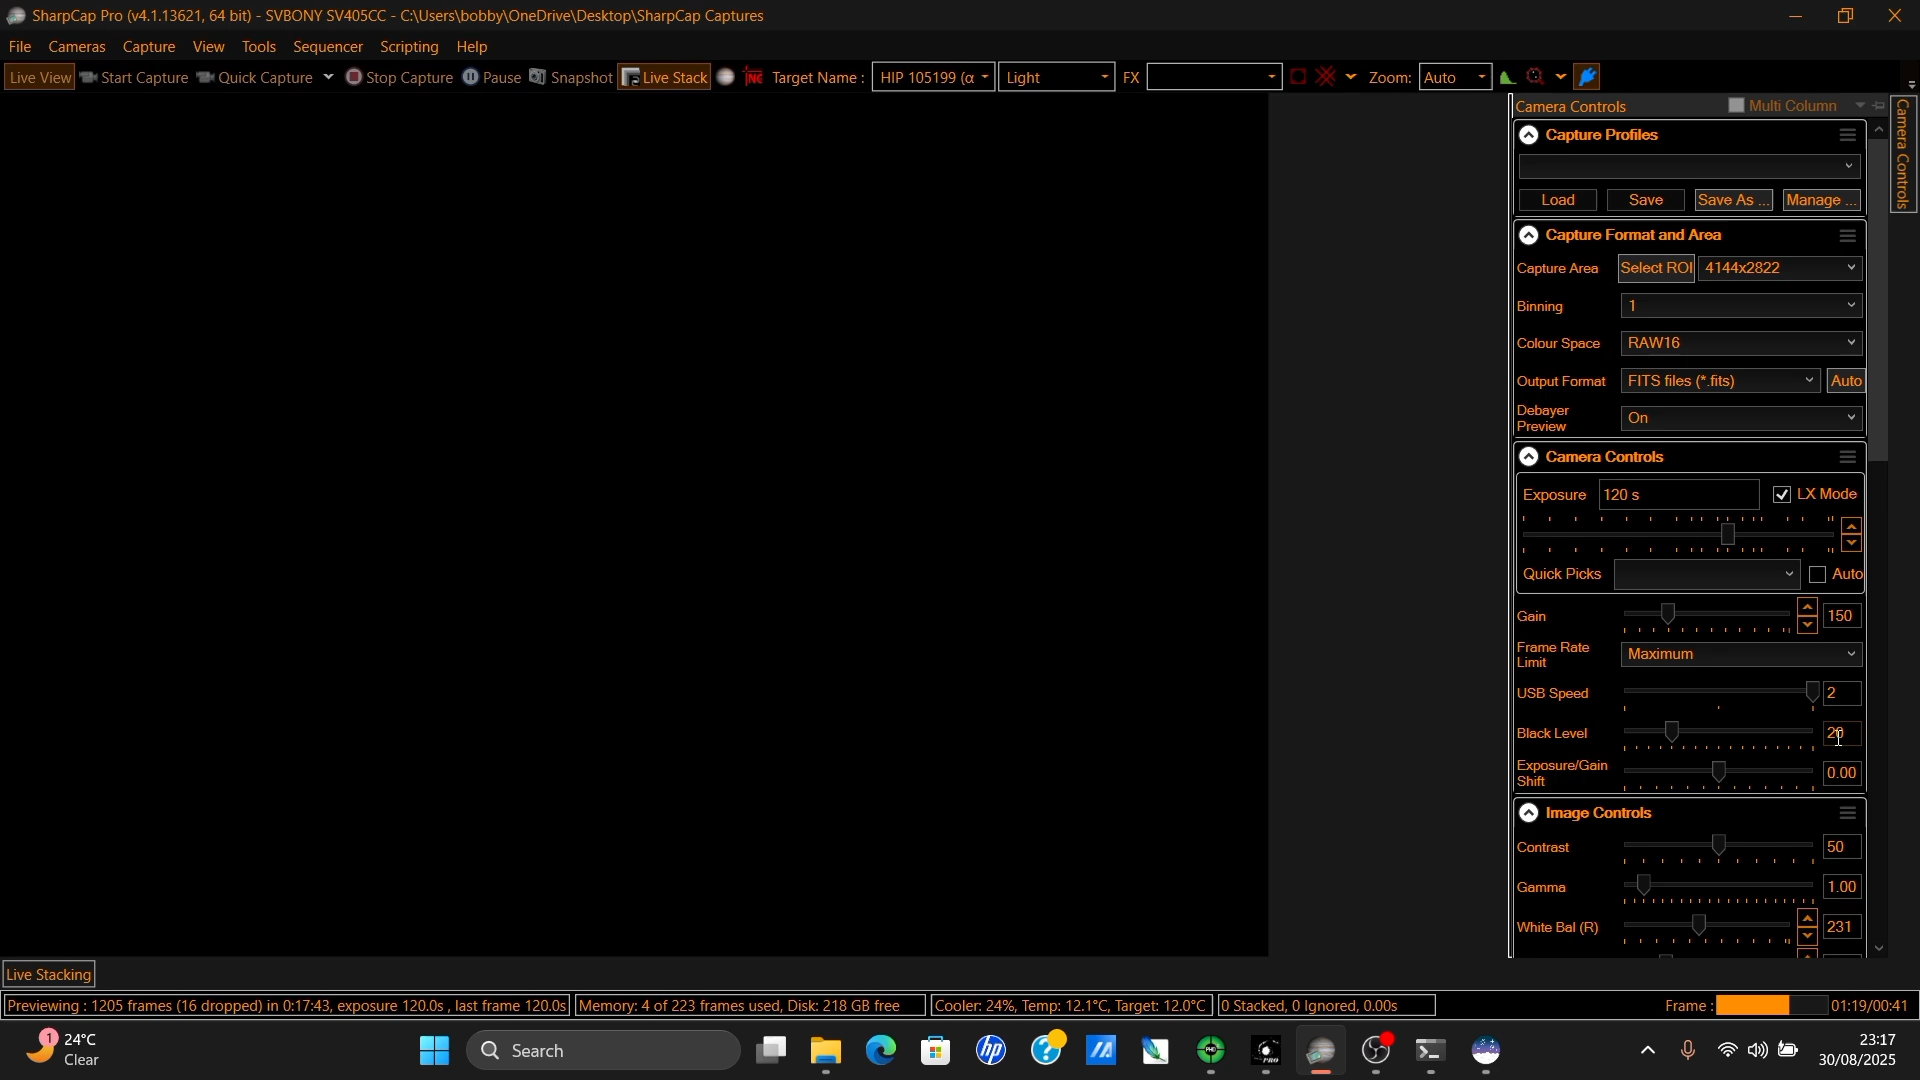 SharpCap Pro (v4.1.13621, 64 bit) - SVBONY SV405CC - C:\Users\bobby\OneDrive\Desktop\SharpCap Captures
File Cameras Capture View Tools Sequencer Scripting Help
Live View Start Capture Quick Capture Stop Capture Pause Snapshot Live Stack Target Name : HIP 105199 (α Light FX Zoom: Auto
Camera Controls Multi Column
Camera Controls
Capture Profiles
Load Save Save As ... Manage ...
Capture Format and Area
Capture Area Select ROI 4144x2822
Binning 1
Colour Space RAW16
Output Format FITS files (*.fits) Auto
Debayer
Preview On
Camera Controls
Exposure 120 s LX Mode
Quick Picks Auto
Gain 150
Frame Rate
Limit Maximum
USB Speed 2
Black Level 20
Exposure/Gain
Shift 0.00
Image Controls
Contrast 50
Gamma 1.00
White Bal (R) 231
Live Stacking
Previewing : 1205 frames (16 dropped) in 0:17:43, exposure 120.0s , last frame 120.0s Memory: 4 of 223 frames used, Disk: 218 GB free Cooler: 24%, Temp: 12.1°C, Target: 12.0°C 0 Stacked, 0 Ignored, 0.00s Frame : 01:19/00:41
1 24°C
Clear
Search
hp
PHD
PRO
23:17
30/08/2025